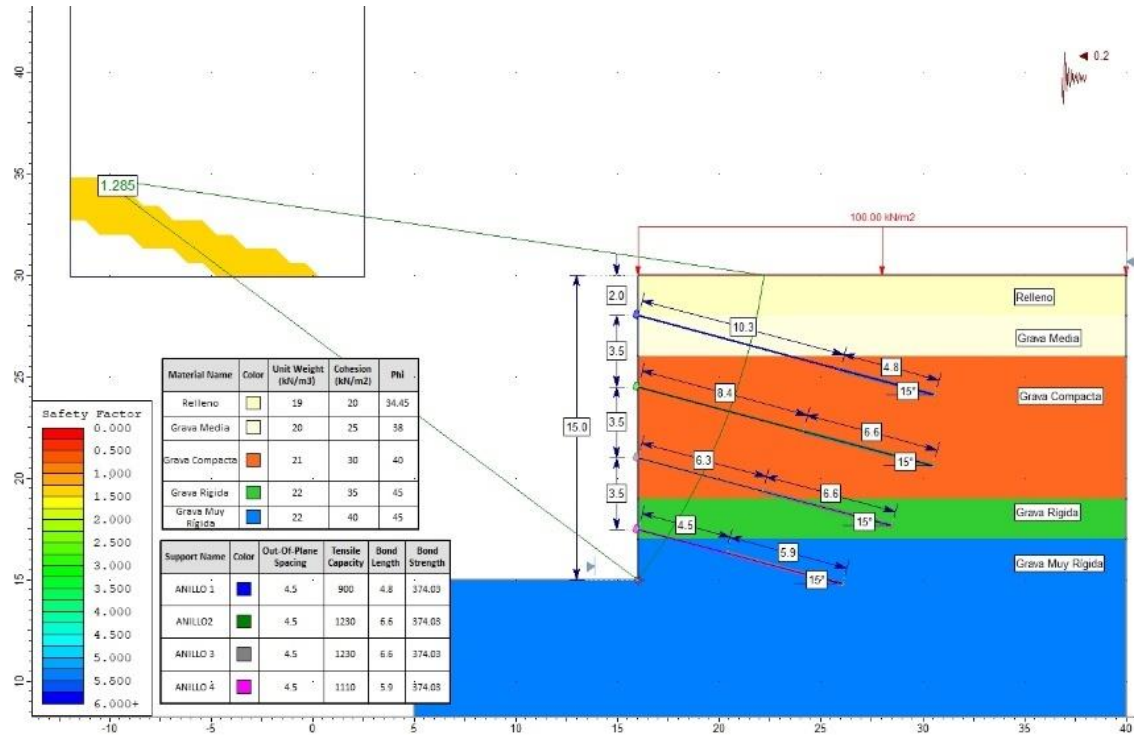 40
35
30
25
20
15
10
-10
-5
0
5
10
15
20
25
30
35
40
0.2
1.285
100.00 kN/m2
2.0
3.5
3.5
3.5
15.0
10.3
4.8
15°
8.4
6.6
15°
6.3
6.6
15°
4.5
5.9
15°
Relleno
Grava Media
Grava Compacta
Grava Rígida
Grava Muy Rígida
Material Name Color Unit Weight (kN/m3) Cohesion (kN/m2) Phi
Relleno 19 20 34.45
Grava Media 20 25 38
Grava Compacta 21 30 40
Grava Rígida 22 35 45
Grava Muy Rígida 22 40 45
Support Name Color Out-Of-Plane Spacing Tensile Capacity Bond Length Bond Strength
ANILLO 1 4.5 900 4.8 374.03
ANILLO2 4.5 1230 6.6 374.03
ANILLO 3 4.5 1230 6.6 374.03
ANILLO 4 4.5 1110 5.9 374.03
Safety Factor
0.000
0.500
1.000
1.500
2.000
2.500
3.000
3.500
4.000
4.500
5.000
5.500
6.000+